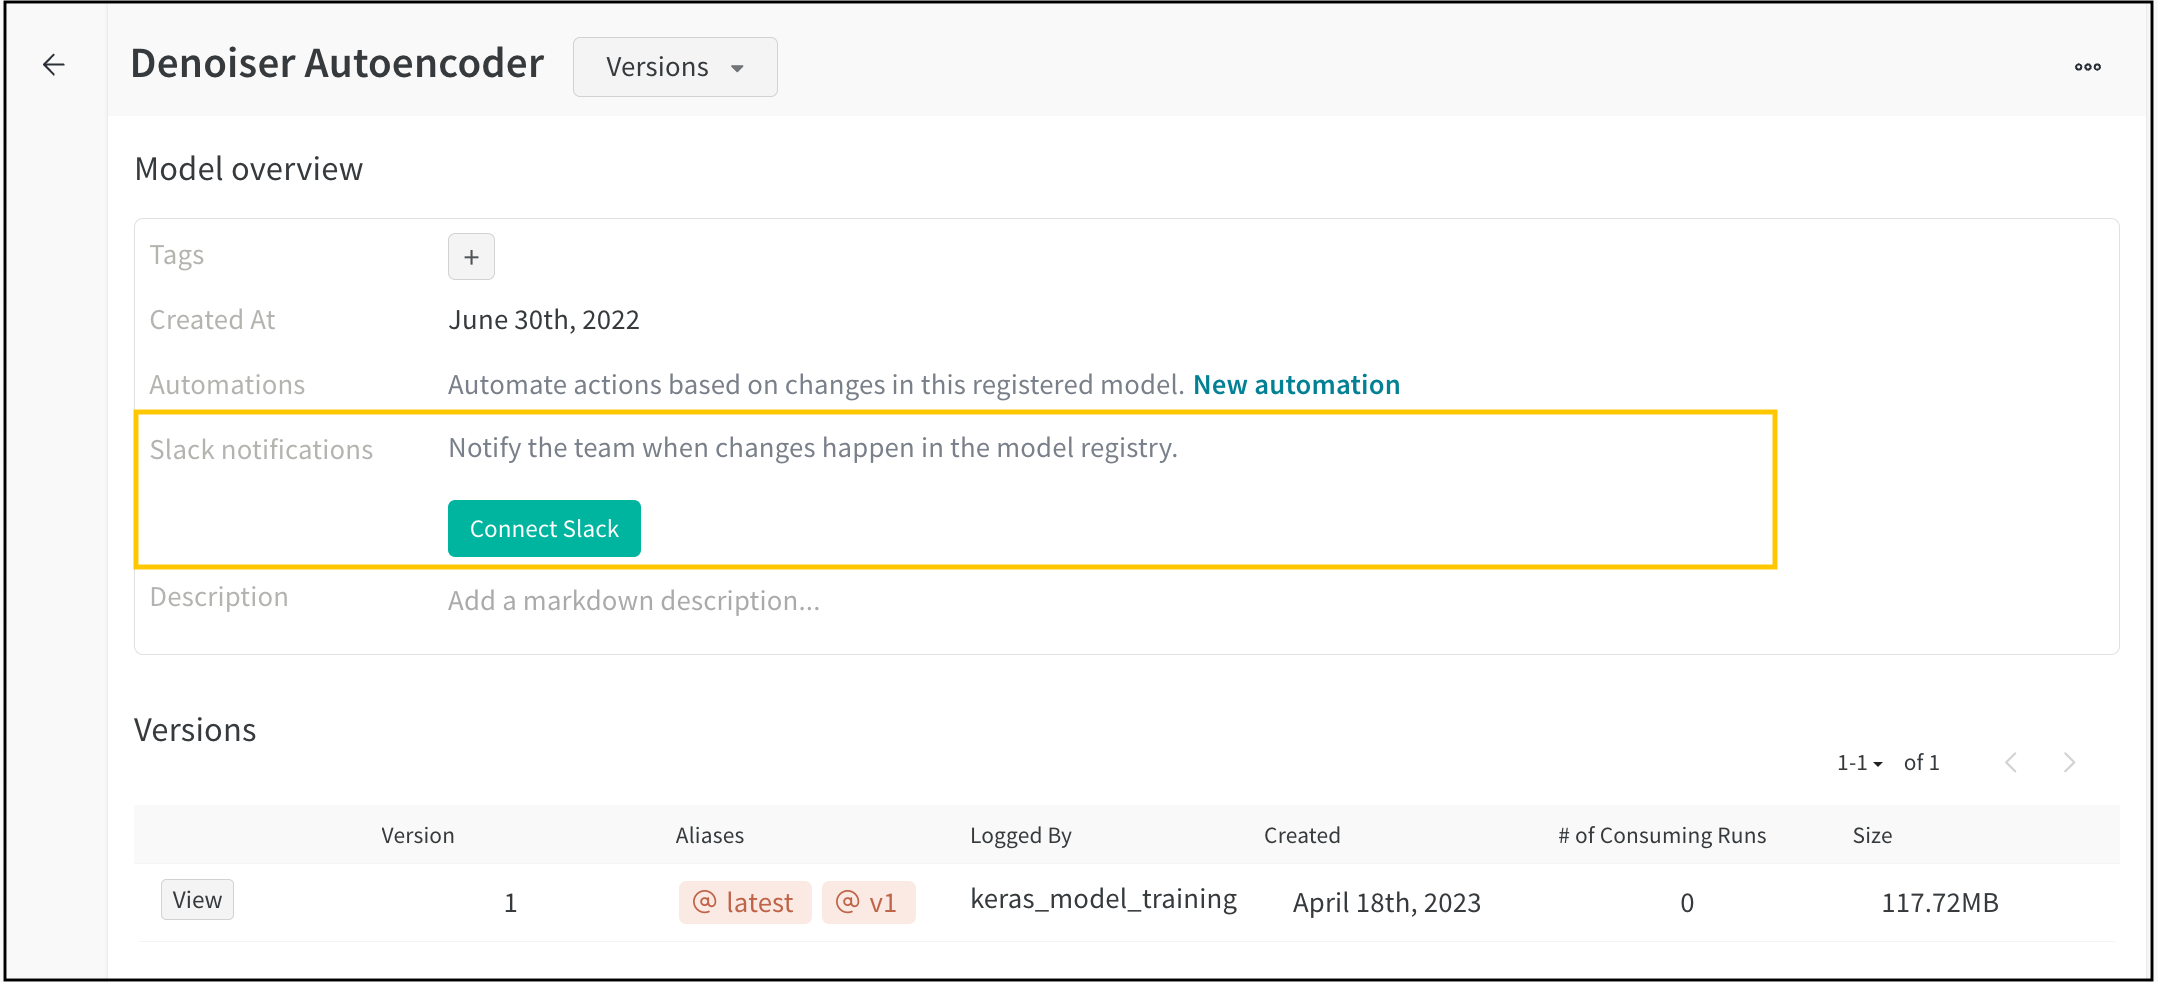 Denoiser Autoencoder Versions
Model overview
Tags +
Created At June 30th, 2022
Automations Automate actions based on changes in this registered model. New automation
Slack notifications Notify the team when changes happen in the model registry.
Connect Slack
Description Add a markdown description...
Versions
1-1 of 1
Version Aliases Logged By Created # of Consuming Runs Size
View 1 @ latest @ v1 keras_model_training April 18th, 2023 0 117.72MB